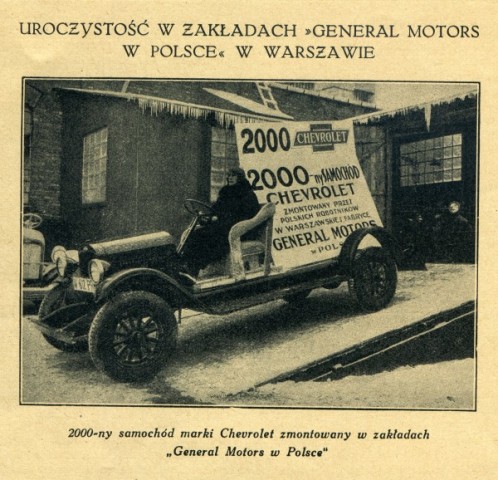 UROCZYSTOŚĆ W ZAKŁADACH »GENERAL MOTORS
W POLSCE« W WARSZAWIE
2000 CHEVROLET
2000-ny SAMOCHÓD
CHEVROLET
ZMONTOWANY PRZEZ
POLSKICH ROBOTNIKÓW
W WARSZAWSKIEJ FABRYCE
GENERAL MOTORS
w POLSCE
2000-ny samochód marki Chevrolet zmontowany w zakładach
„General Motors w Polsce"